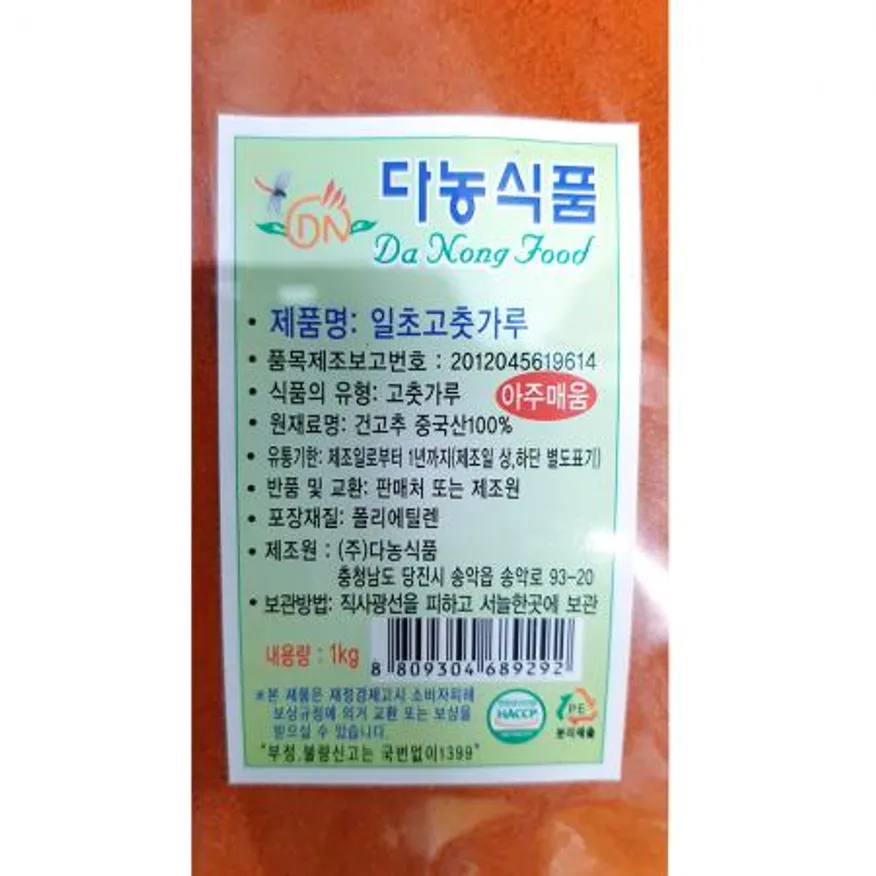 DN
다농식품
Da Nong Food
• 제품명: 일초고춧가루
• 품목제조보고번호 : 2012045619614
• 식품의 유형: 고춧가루
아주매움
• 원재료명: 건고추 중국산100%
• 유통기한: 제조일로부터 1년까지(제조일 상,하단 별도표기)
• 반품 및 교환: 판매처 또는 제조원
• 포장재질: 폴리에틸렌
• 제조원 : (주)다농식품
충청남도 당진시 송악읍 송악로 93-20
• 보관방법: 직사광선을 피하고 서늘한곳에 보관
내용량 : 1kg
8 809304 689292
※본 제품은 재정경제고시 소비자피해
보상규정에 의거 교환 또는 보상을
받으실 수 있습니다.
"부정,불량신고는 국번없이1399"
HACCP
PE
분리배출